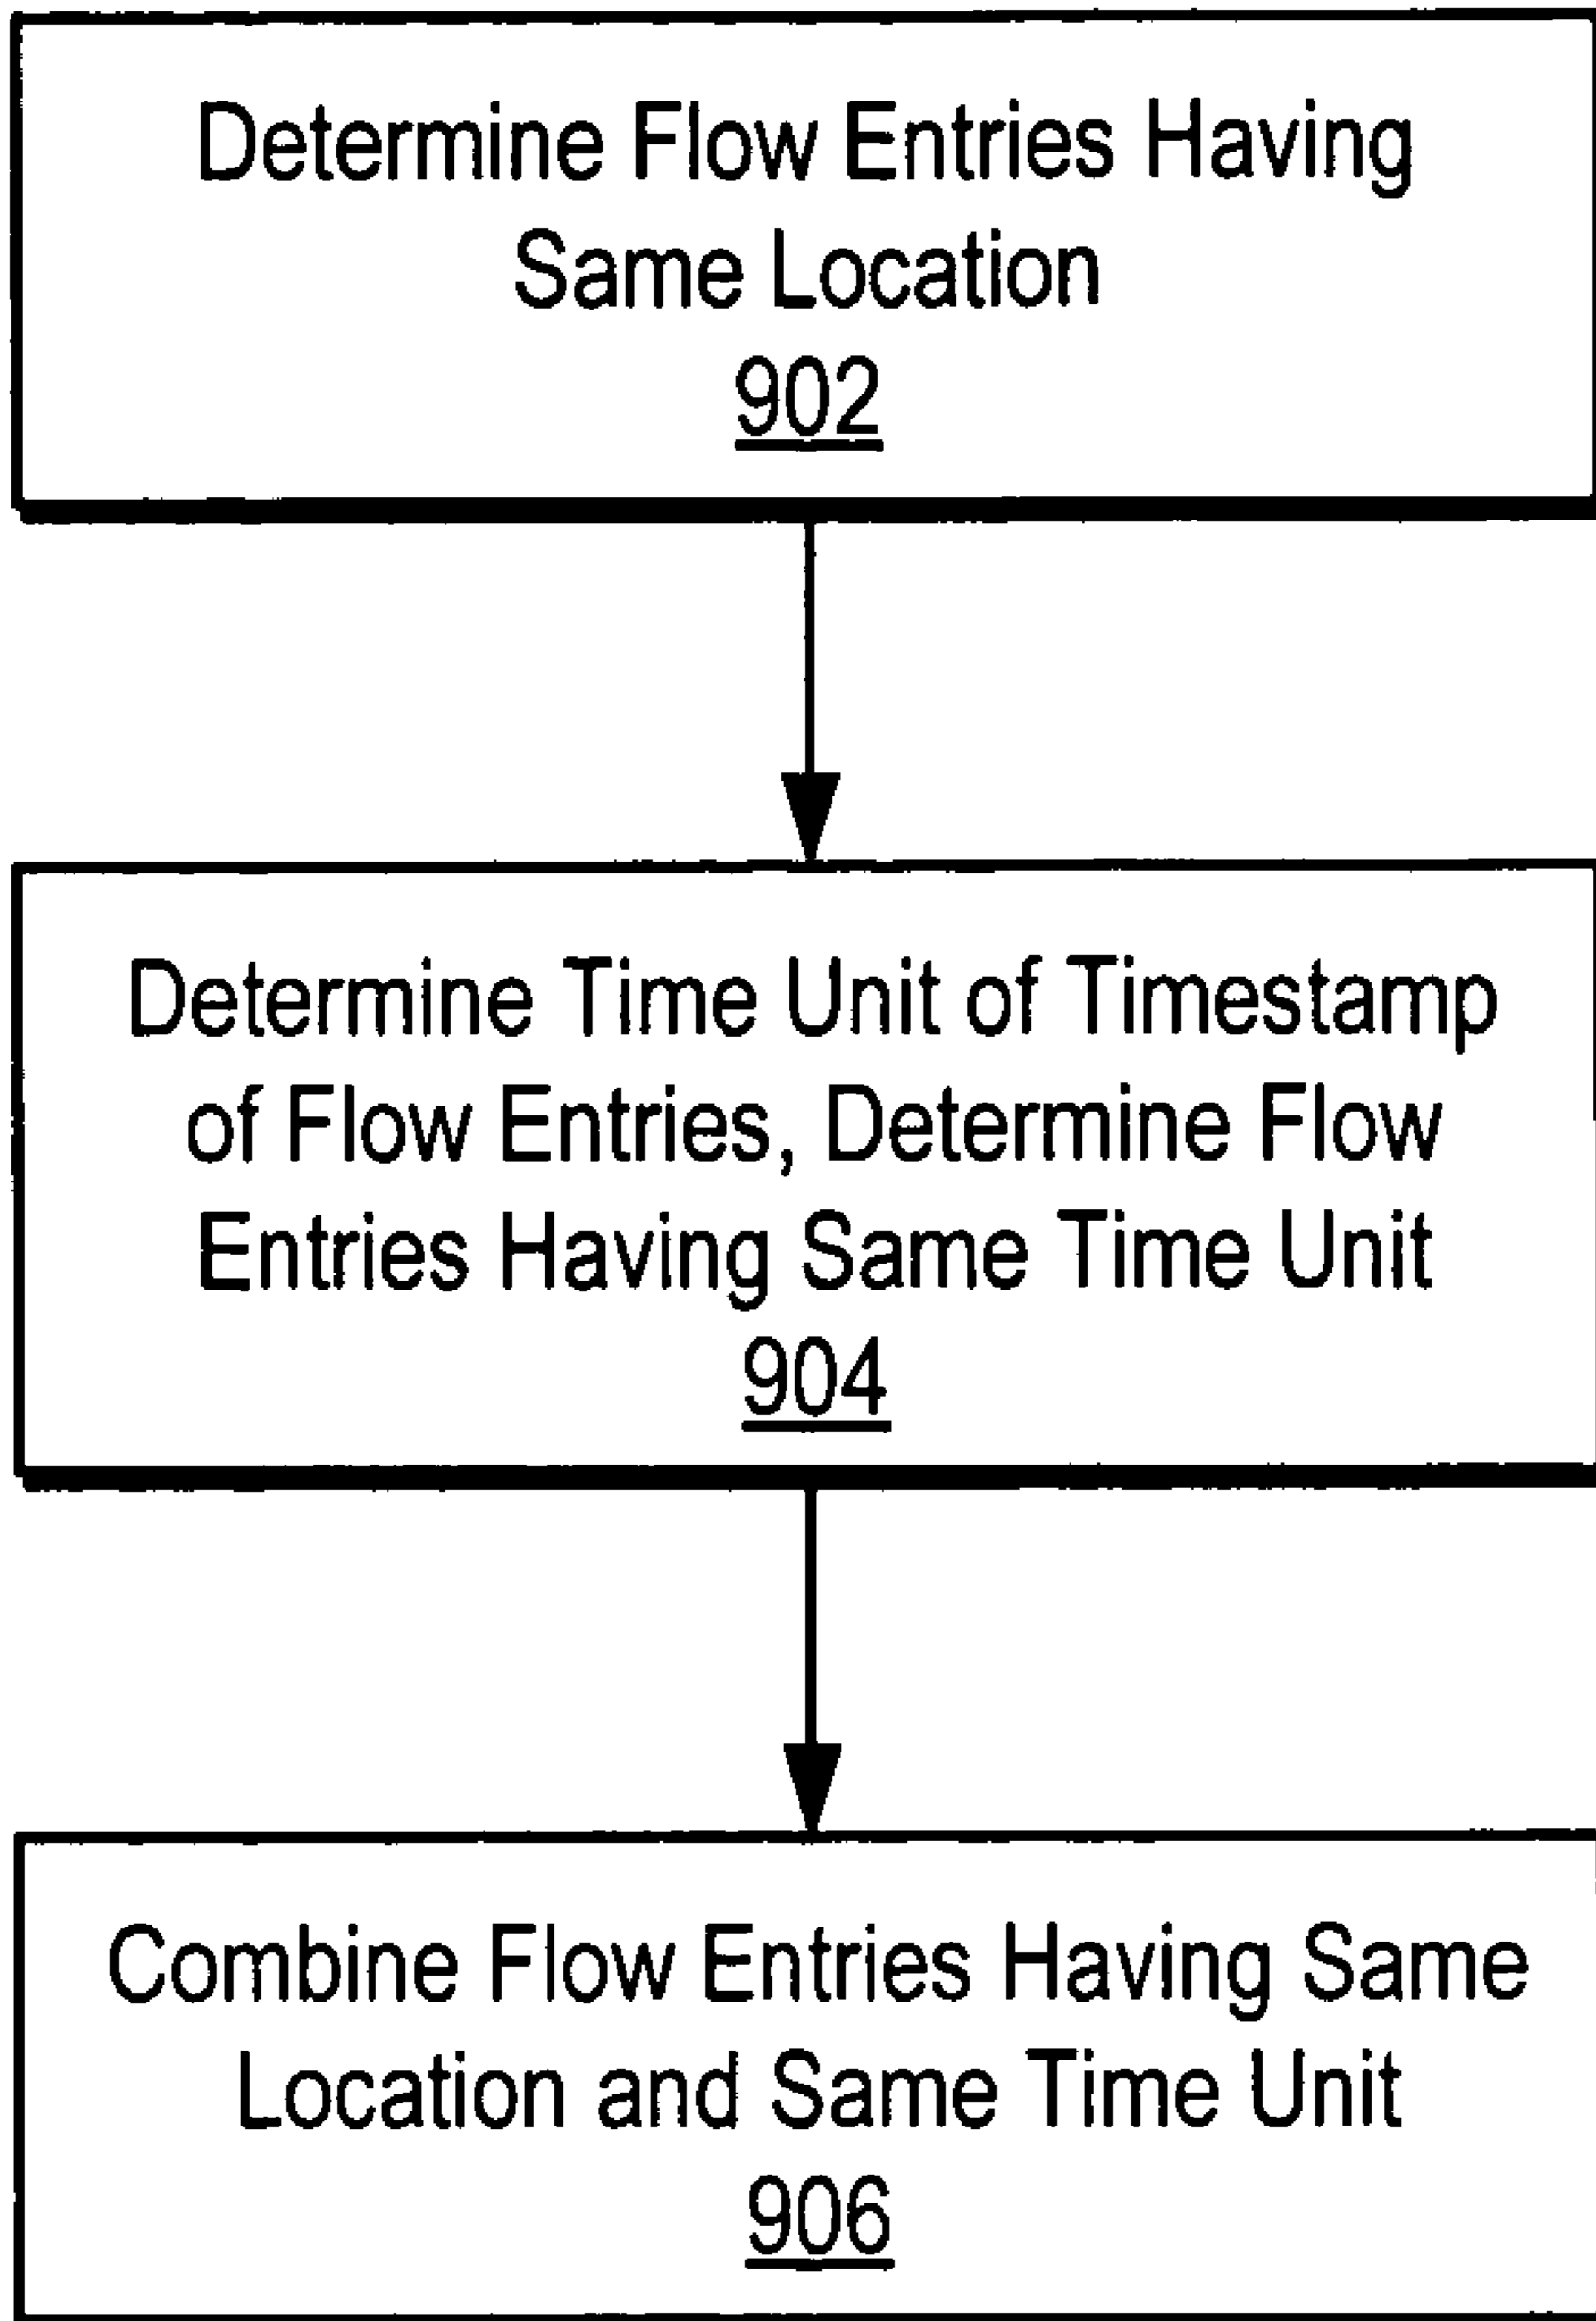 Determine Flow Entries Having
Same Location
902
Determine Time Unit of Timestamp
of Flow Entries, Determine Flow
Entries Having Same Time Unit
904
Combine Flow Entries Having Same
Location and Same Time Unit
906